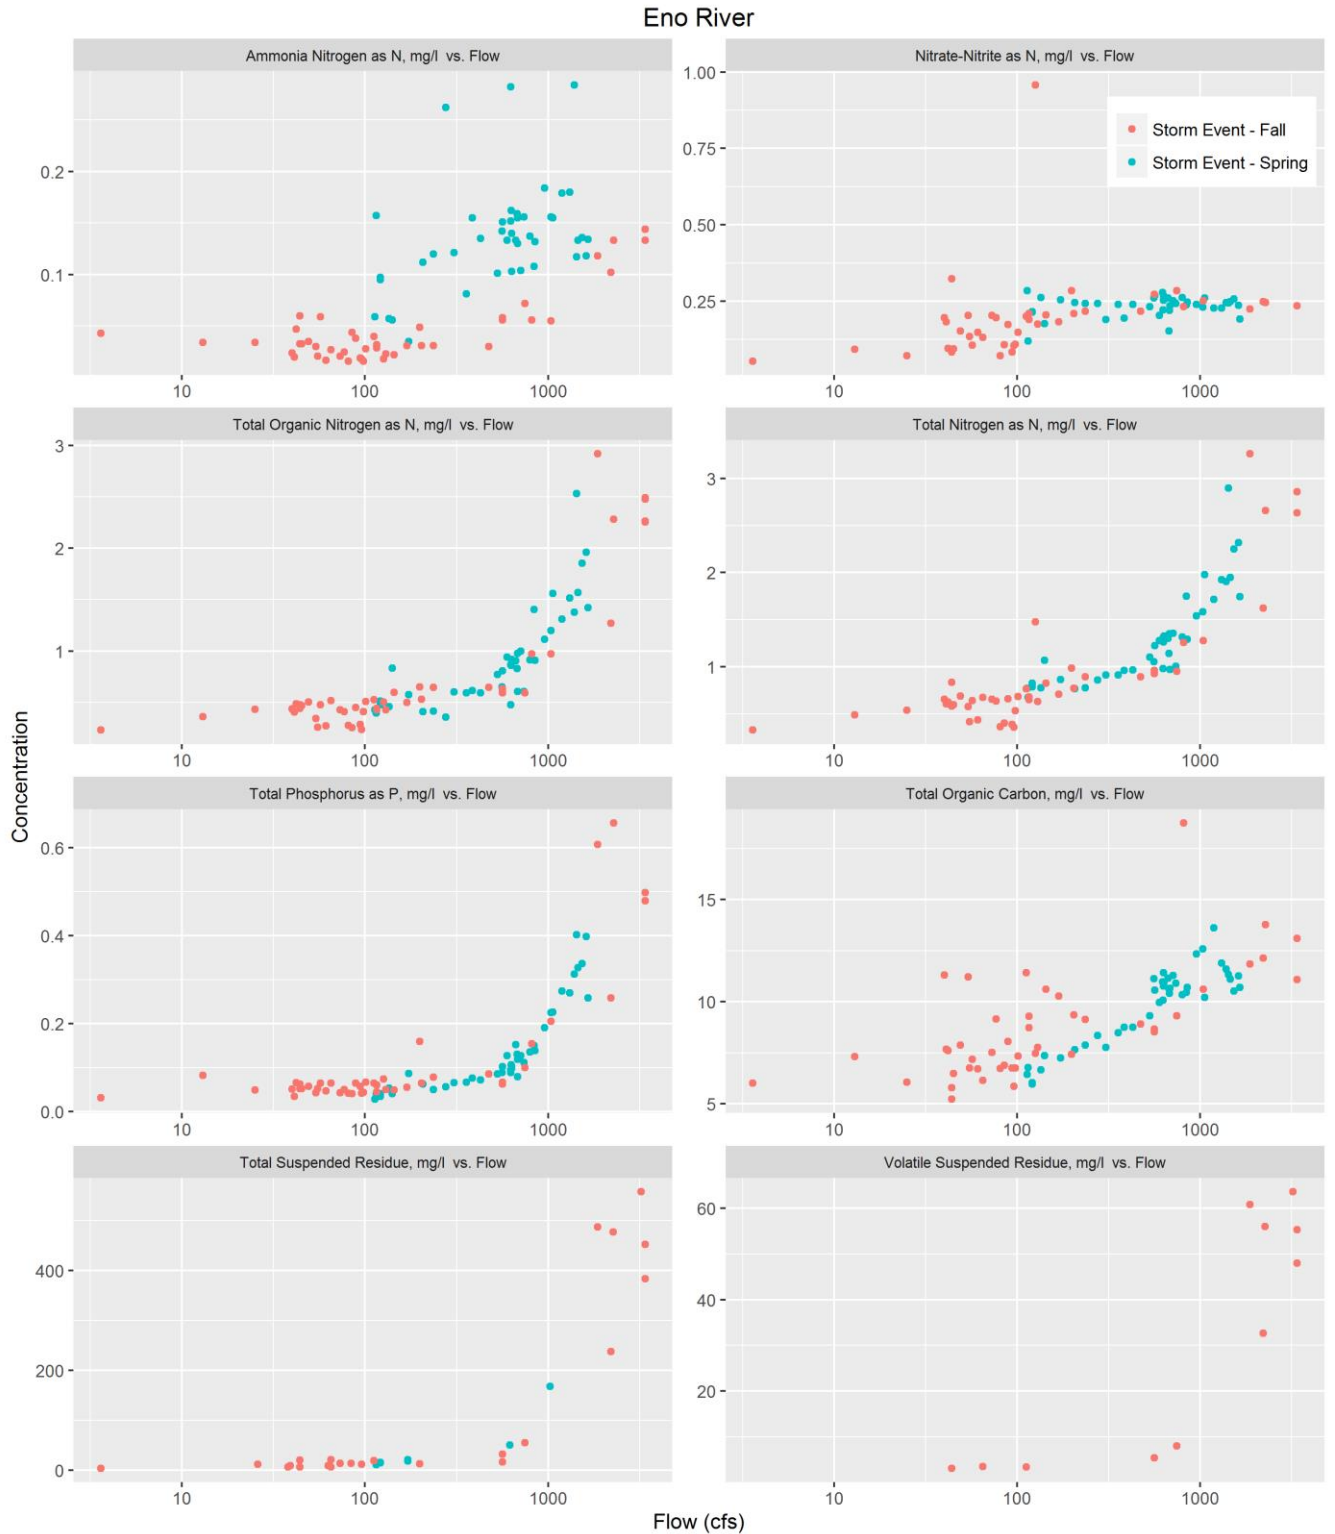 Eno River
Ammonia Nitrogen as N, mg/l vs. Flow
0.2
0.1
10 100 1000
Nitrate-Nitrite as N, mg/l vs. Flow
1.00
0.75
0.50
0.25
Storm Event - Fall
Storm Event - Spring
10 100 1000
Total Organic Nitrogen as N, mg/l vs. Flow
3
2
1
10 100 1000
Total Nitrogen as N, mg/l vs. Flow
3
2
1
10 100 1000
Concentration
Total Phosphorus as P, mg/l vs. Flow
0.6
0.4
0.2
0.0
10 100 1000
Total Organic Carbon, mg/l vs. Flow
15
10
5
10 100 1000
Total Suspended Residue, mg/l vs. Flow
400
200
0
10 100 1000
Volatile Suspended Residue, mg/l vs. Flow
60
40
20
10 100 1000
Flow (cfs)